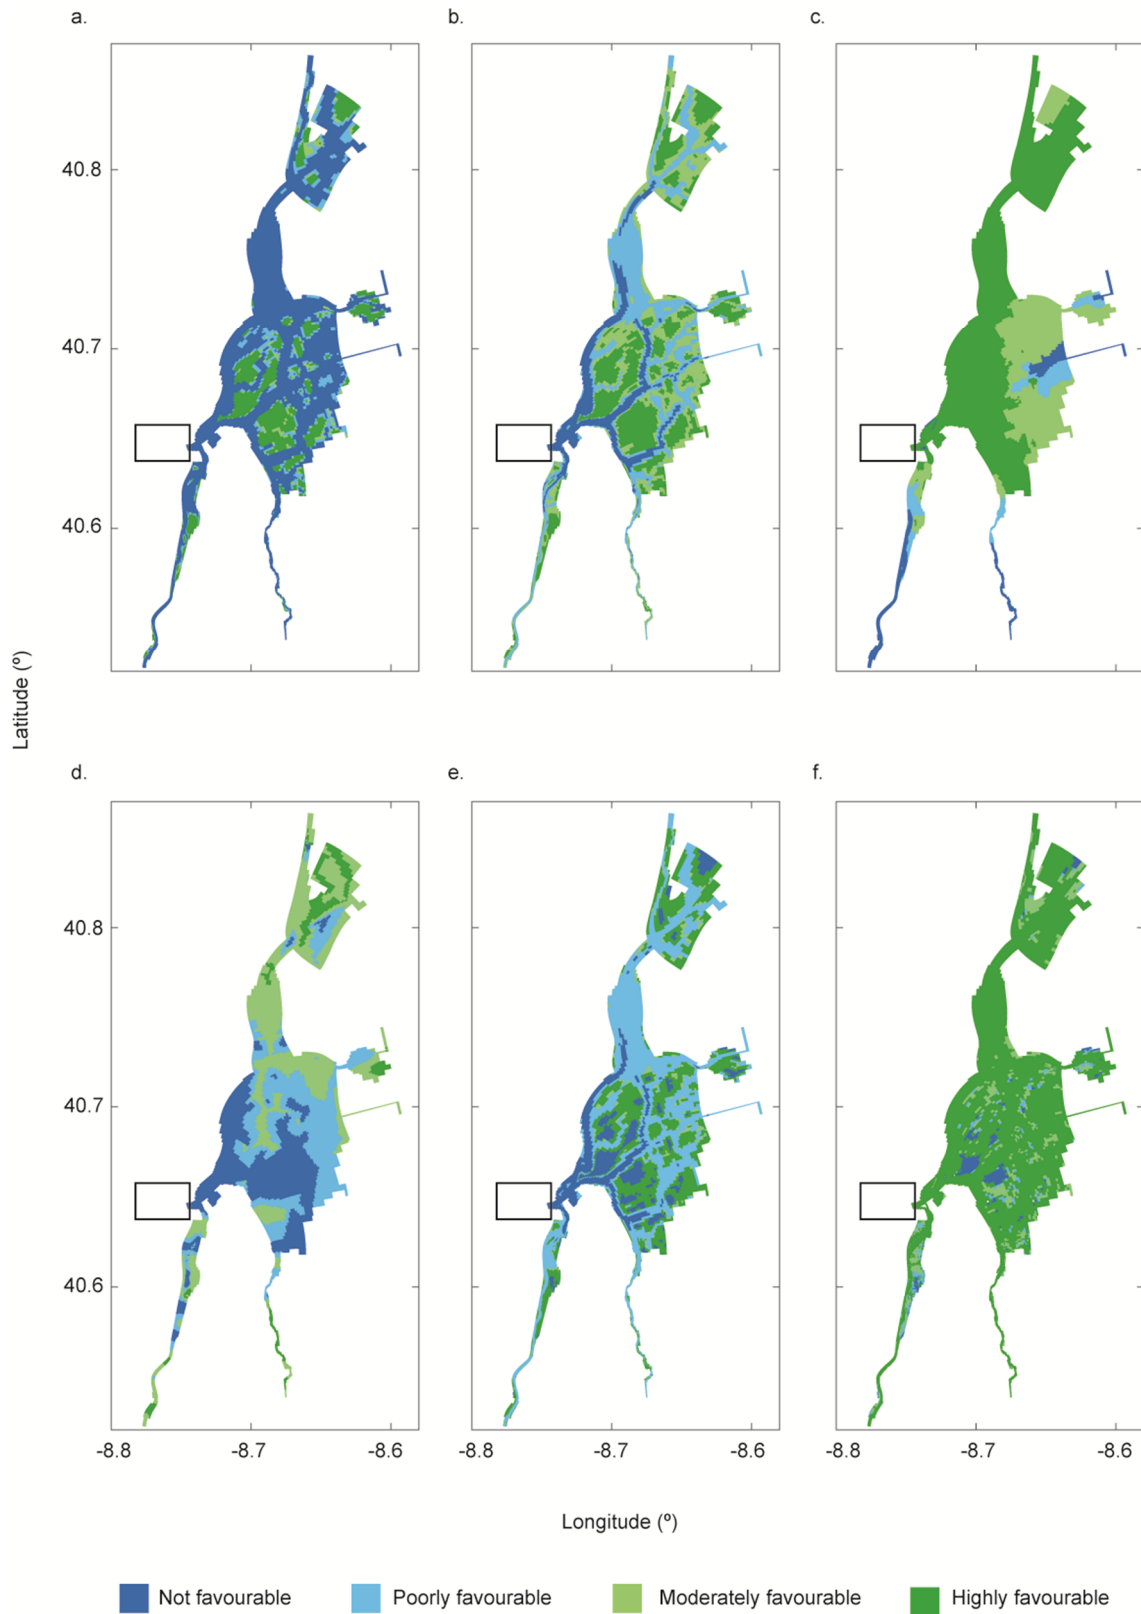 a.
b.
c.
40.8
40.7
40.6
Latitude (º)
d.
e.
f.
40.8
40.7
40.6
-8.8
-8.7
-8.6
-8.7
-8.6
-8.8
-8.7
-8.6
Longitude (º)
Not favourable
Poorly favourable
Moderately favourable
Highly favourable